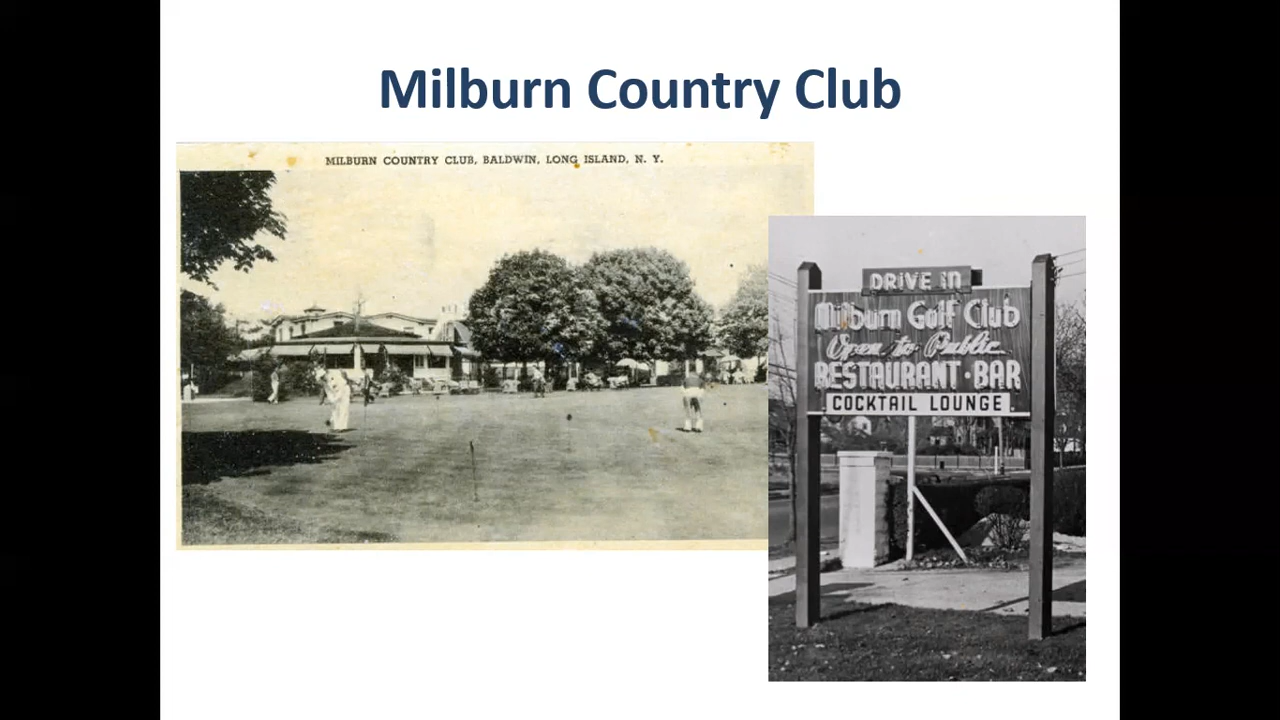 Milburn Country Club
MILBURN COUNTRY CLUB, BALDWIN, LONG ISLAND, N. Y.
DRIVE IN
Milburn Golf Club
Open to Public
RESTAURANT · BAR
COCKTAIL LOUNGE